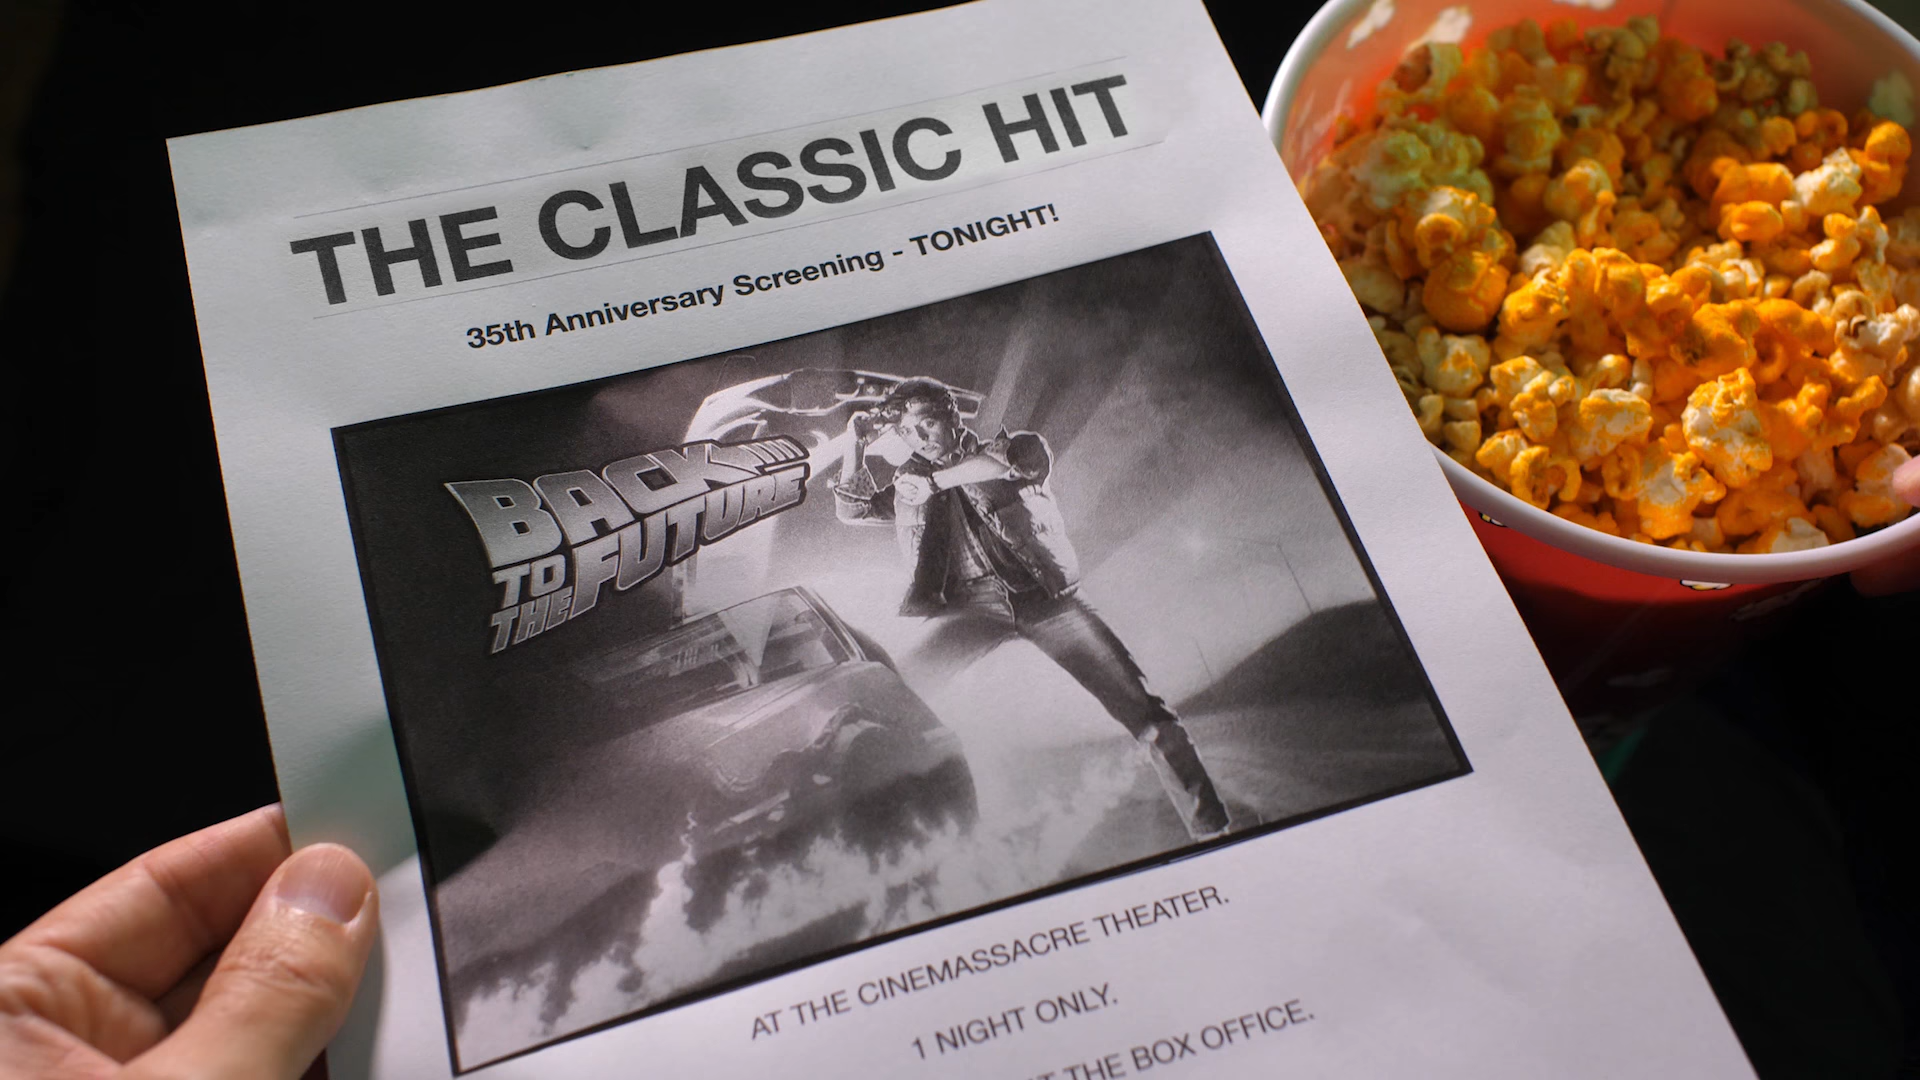 THE CLASSIC HIT
35th Anniversary Screening - TONIGHT!
BACK
TO THE FUTURE
AT THE CINEMASSACRE THEATER.
1 NIGHT ONLY.
THE BOX OFFICE.